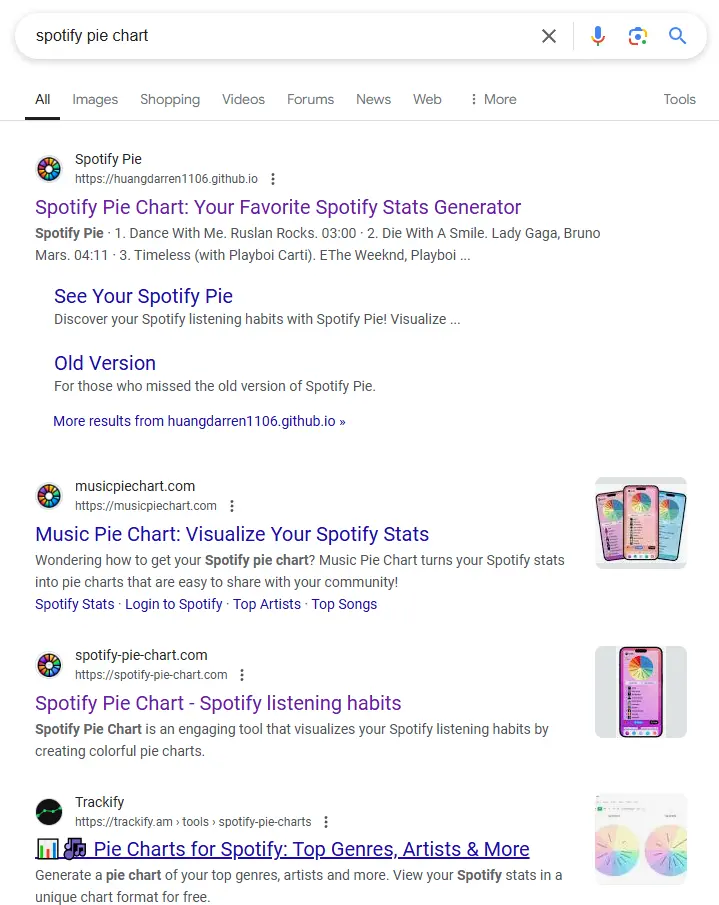 spotify pie chart
All Images Shopping Videos Forums News Web More Tools
Spotify Pie
https://huangdarren1106.github.io
Spotify Pie Chart: Your Favorite Spotify Stats Generator
Spotify Pie · 1. Dance With Me. Ruslan Rocks. 03:00 · 2. Die With A Smile. Lady Gaga, Bruno
Mars. 04:11 · 3. Timeless (with Playboi Carti). EThe Weeknd, Playboi ...
See Your Spotify Pie
Discover your Spotify listening habits with Spotify Pie! Visualize ...
Old Version
For those who missed the old version of Spotify Pie.
More results from huangdarren1106.github.io »
musicpiechart.com
https://musicpiechart.com
Music Pie Chart: Visualize Your Spotify Stats
Wondering how to get your Spotify pie chart? Music Pie Chart turns your Spotify stats
into pie charts that are easy to share with your community!
Spotify Stats · Login to Spotify · Top Artists · Top Songs
spotify-pie-chart.com
https://spotify-pie-chart.com
Spotify Pie Chart - Spotify listening habits
Spotify Pie Chart is an engaging tool that visualizes your Spotify listening habits by
creating colorful pie charts.
Trackify
https://trackify.am › tools › spotify-pie-charts
Pie Charts for Spotify: Top Genres, Artists & More
Generate a pie chart of your top genres, artists and more. View your Spotify stats in a
unique chart format for free.